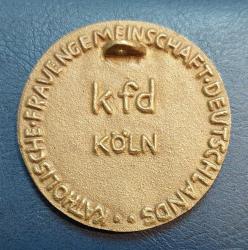 KATHOLISCHE·FRAUENGEMEINSCHAFT·DEUTSCHLANDS··
kfd
KÖLN